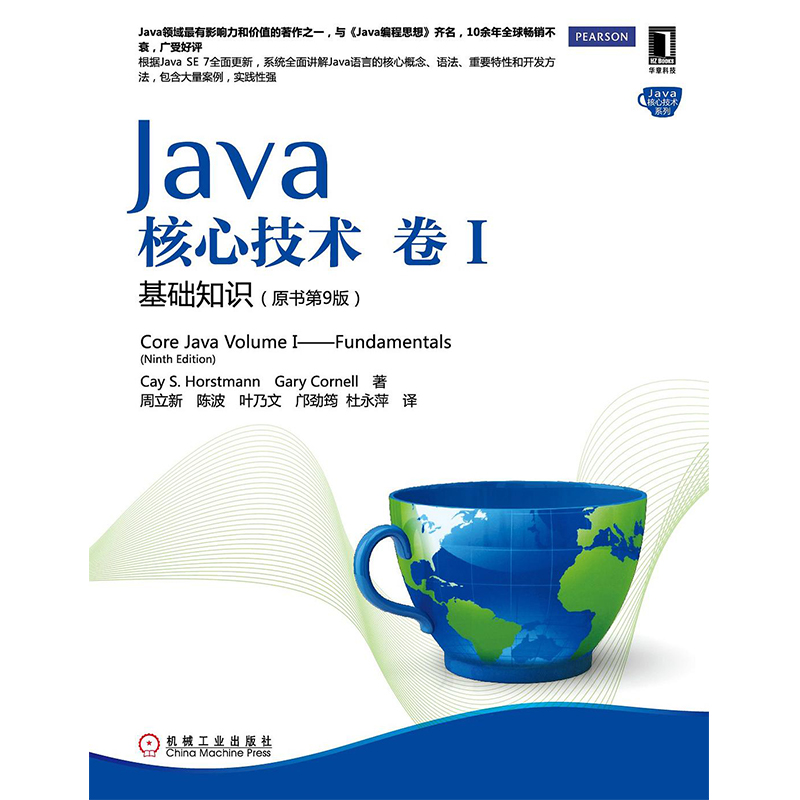 Java领域最有影响力和价值的著作之一，与《Java编程思想》齐名，10余年全球畅销不
衰，广受好评
根据Java SE 7全面更新，系统全面讲解Java语言的核心概念、语法、重要特性和开发方
法，包含大量案例，实践性强
PEARSON
HZ Books
华章科技
Java
核心技术
系列
Java
核心技术 卷 I
基础知识（原书第9版）
Core Java Volume I——Fundamentals
(Ninth Edition)
Cay S. Horstmann Gary Cornell 著
周立新 陈波 叶乃文 邝劲筠 杜永萍 译
机械工业出版社
China Machine Press